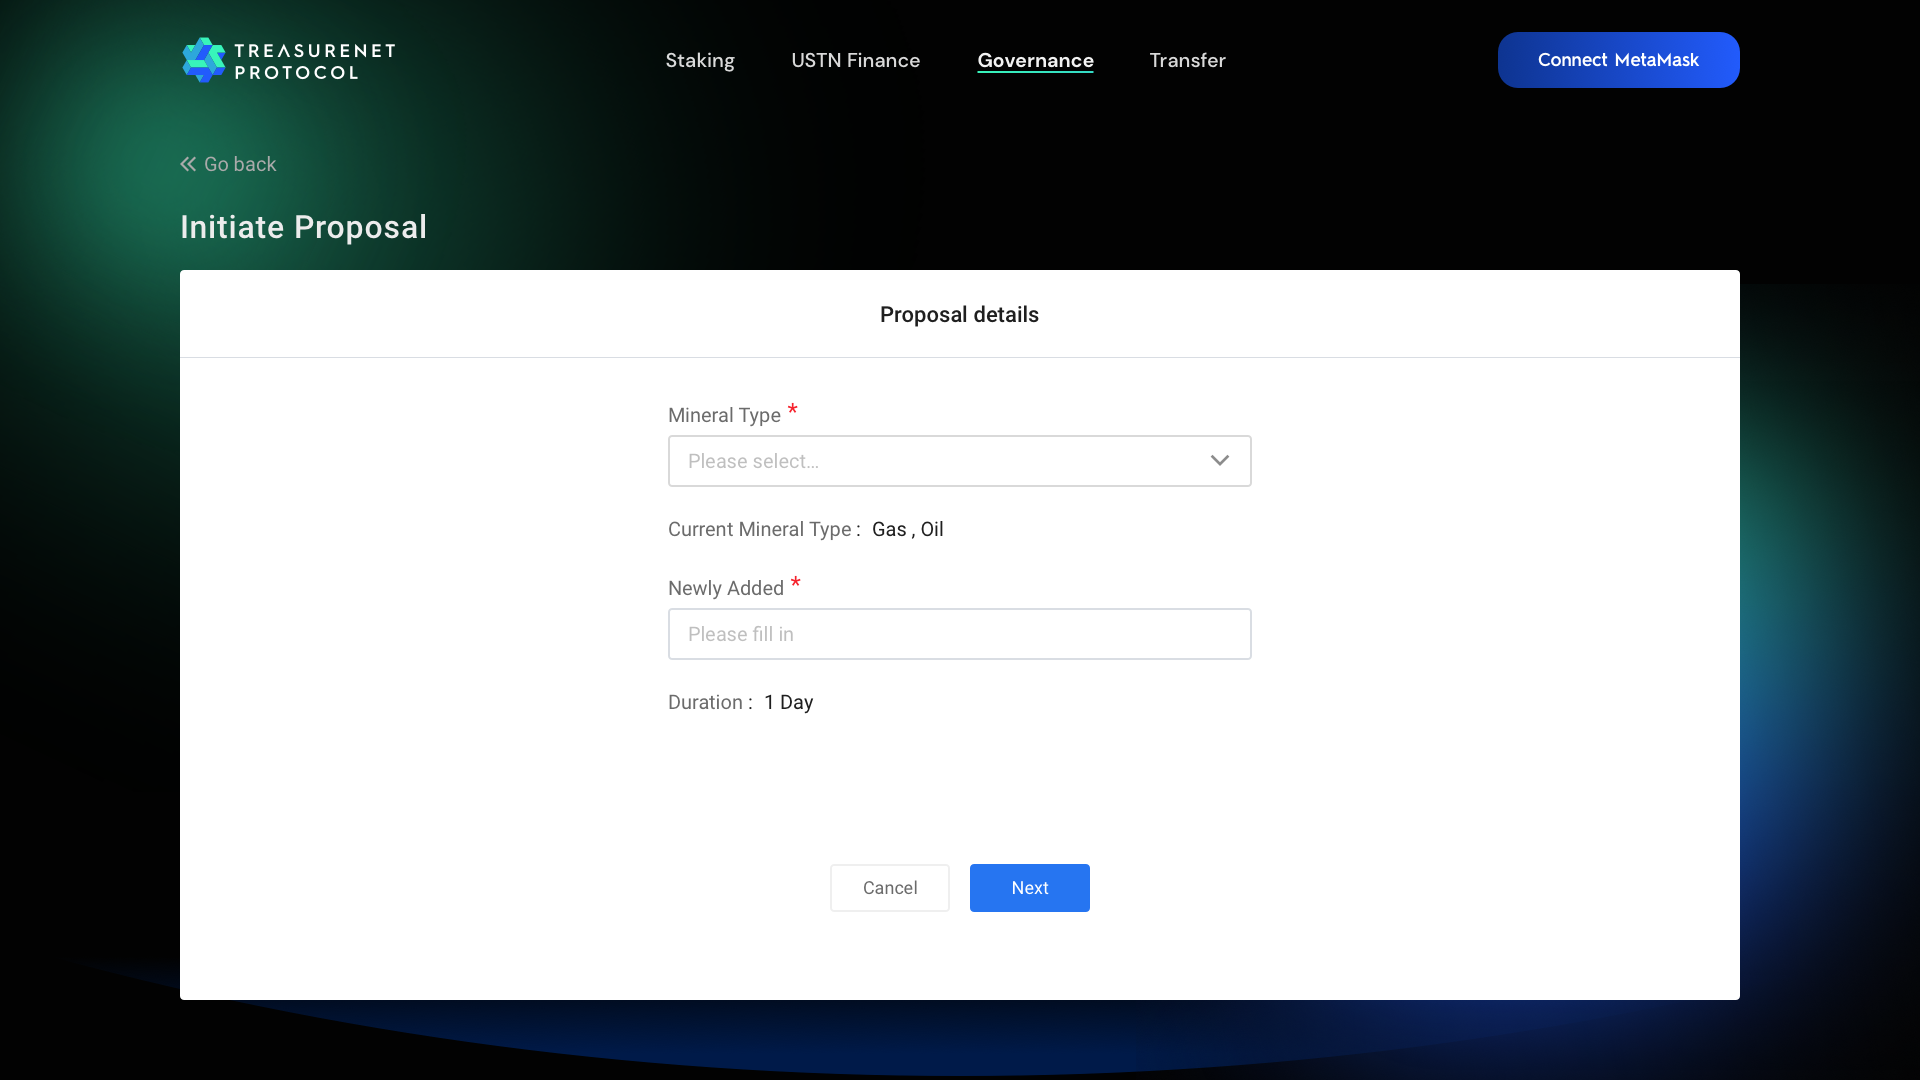 TREASURENET
PROTOCOL
Staking
USTN Finance
Governance
Transfer
Connect MetaMask
Go back
Initiate Proposal
Proposal details
Mineral Type *
Please select...
Current Mineral Type : Gas , Oil
Newly Added *
Please fill in
Duration : 1 Day
Cancel
Next